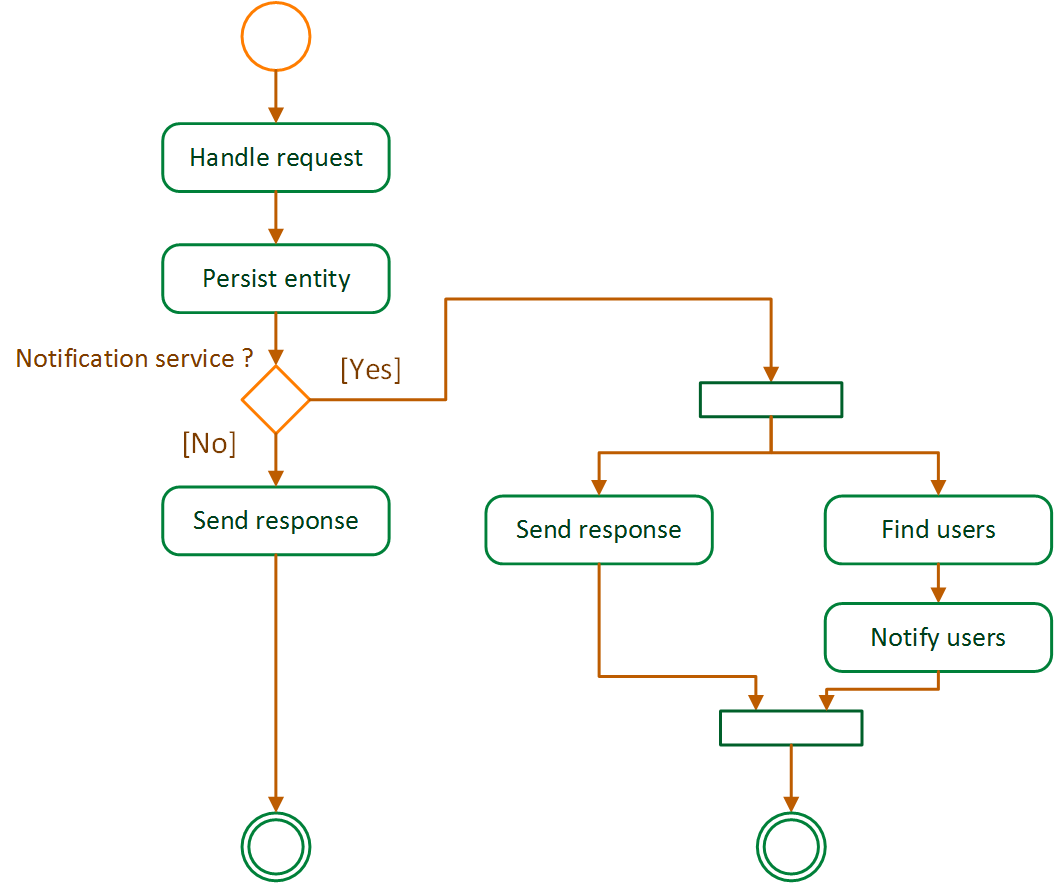 Handle request
Persist entity
Notification service ?
[Yes]
[No]
Send response
Send response
Find users
Notify users